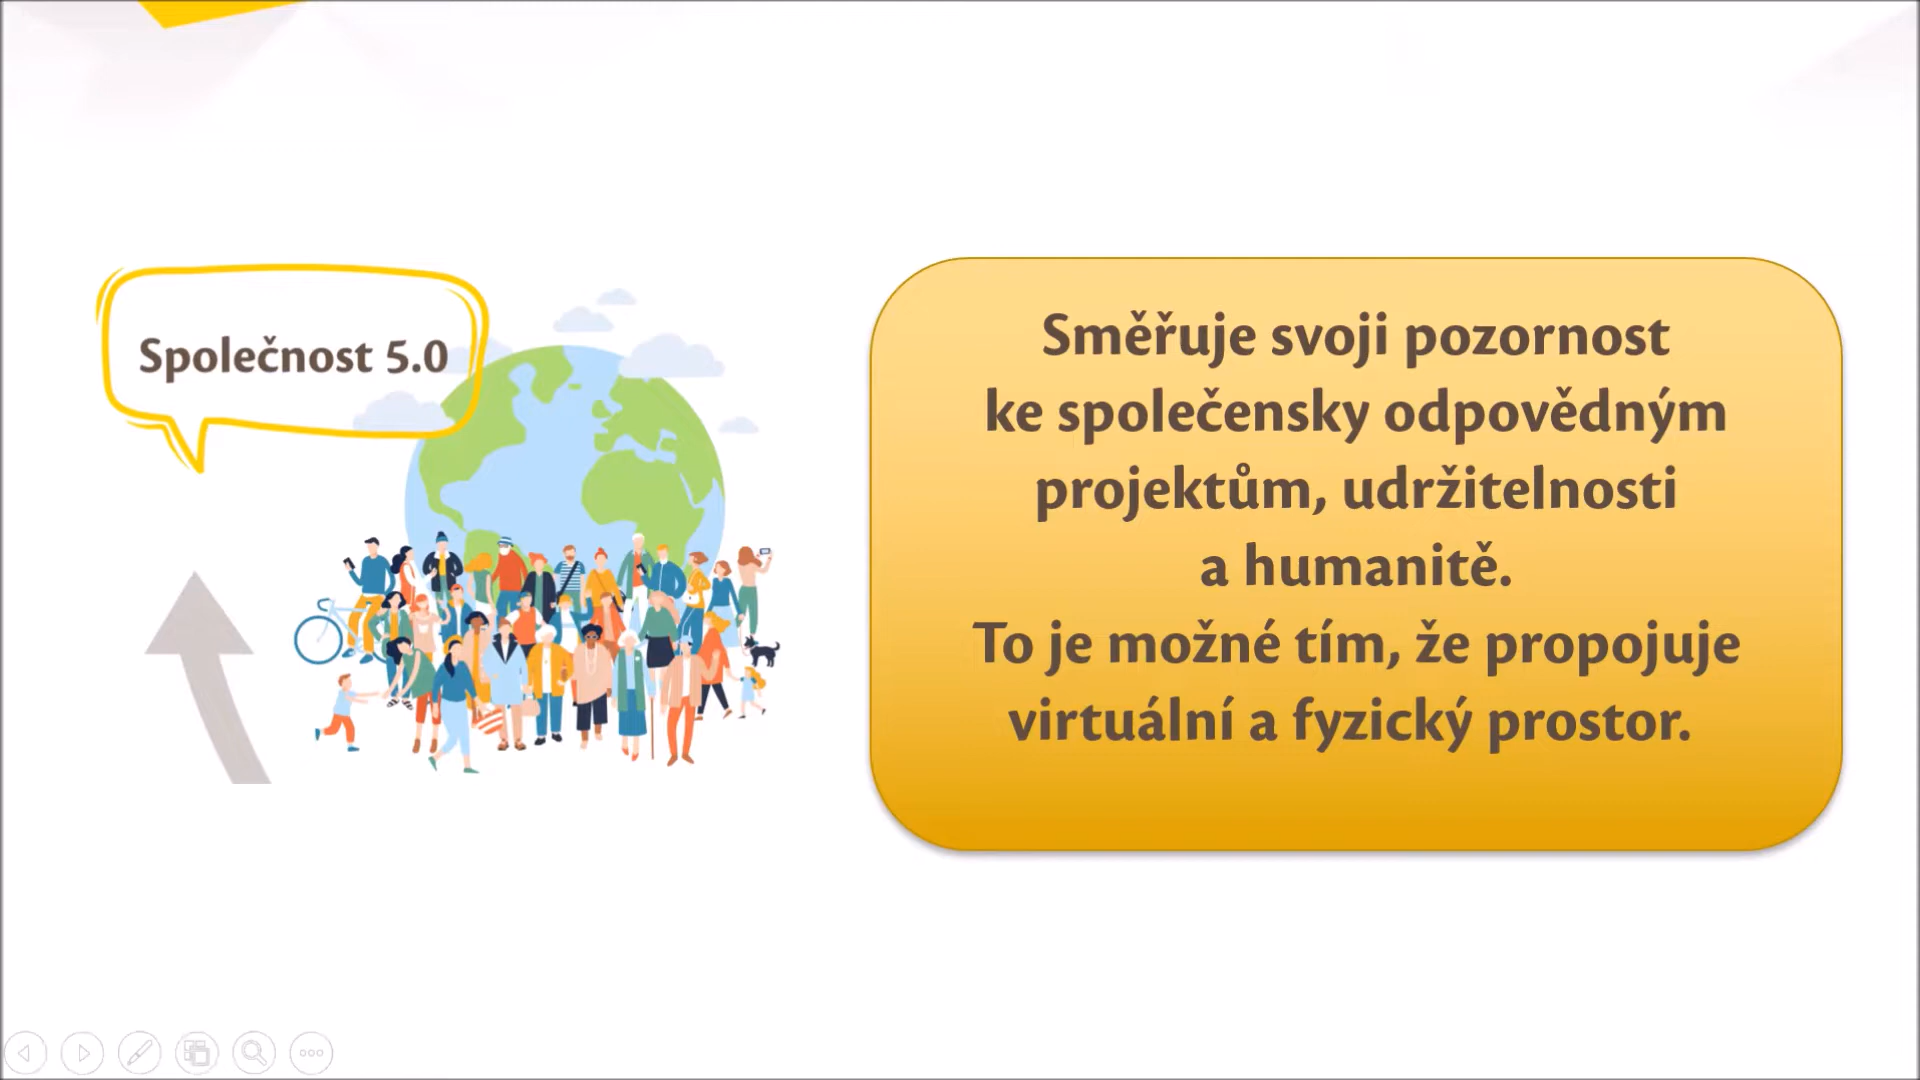 Společnost 5.0
Směřuje svoji pozornost
ke společensky odpovědným
projektům, udržitelnosti
a humanitě.
To je možné tím, že propojuje
virtuální a fyzický prostor.